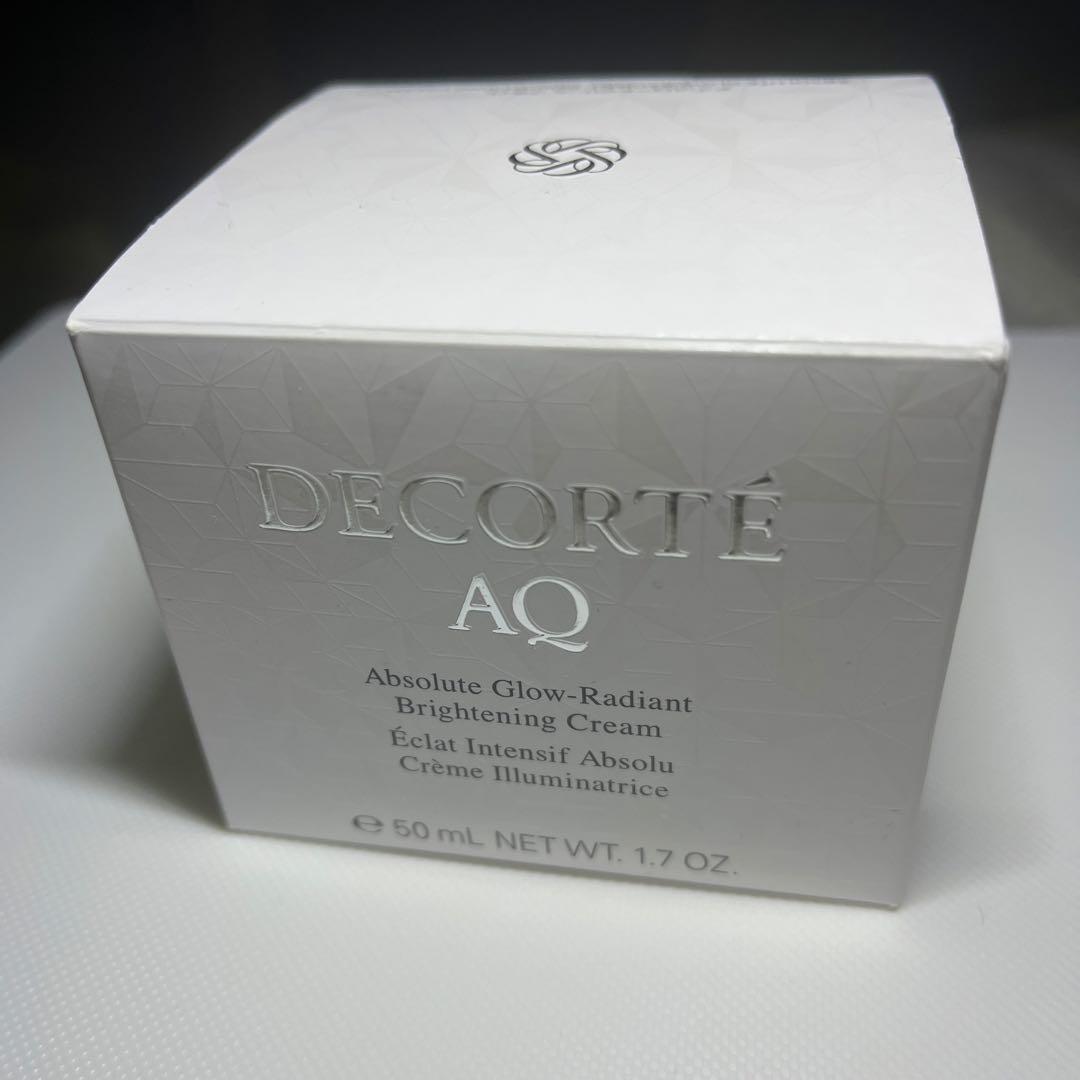 DECORTÉ
AQ
Absolute Glow-Radiant
Brightening Cream
Éclat Intensif Absolu
Crème Illuminatrice
℮ 50 mL NET WT. 1.7 OZ.